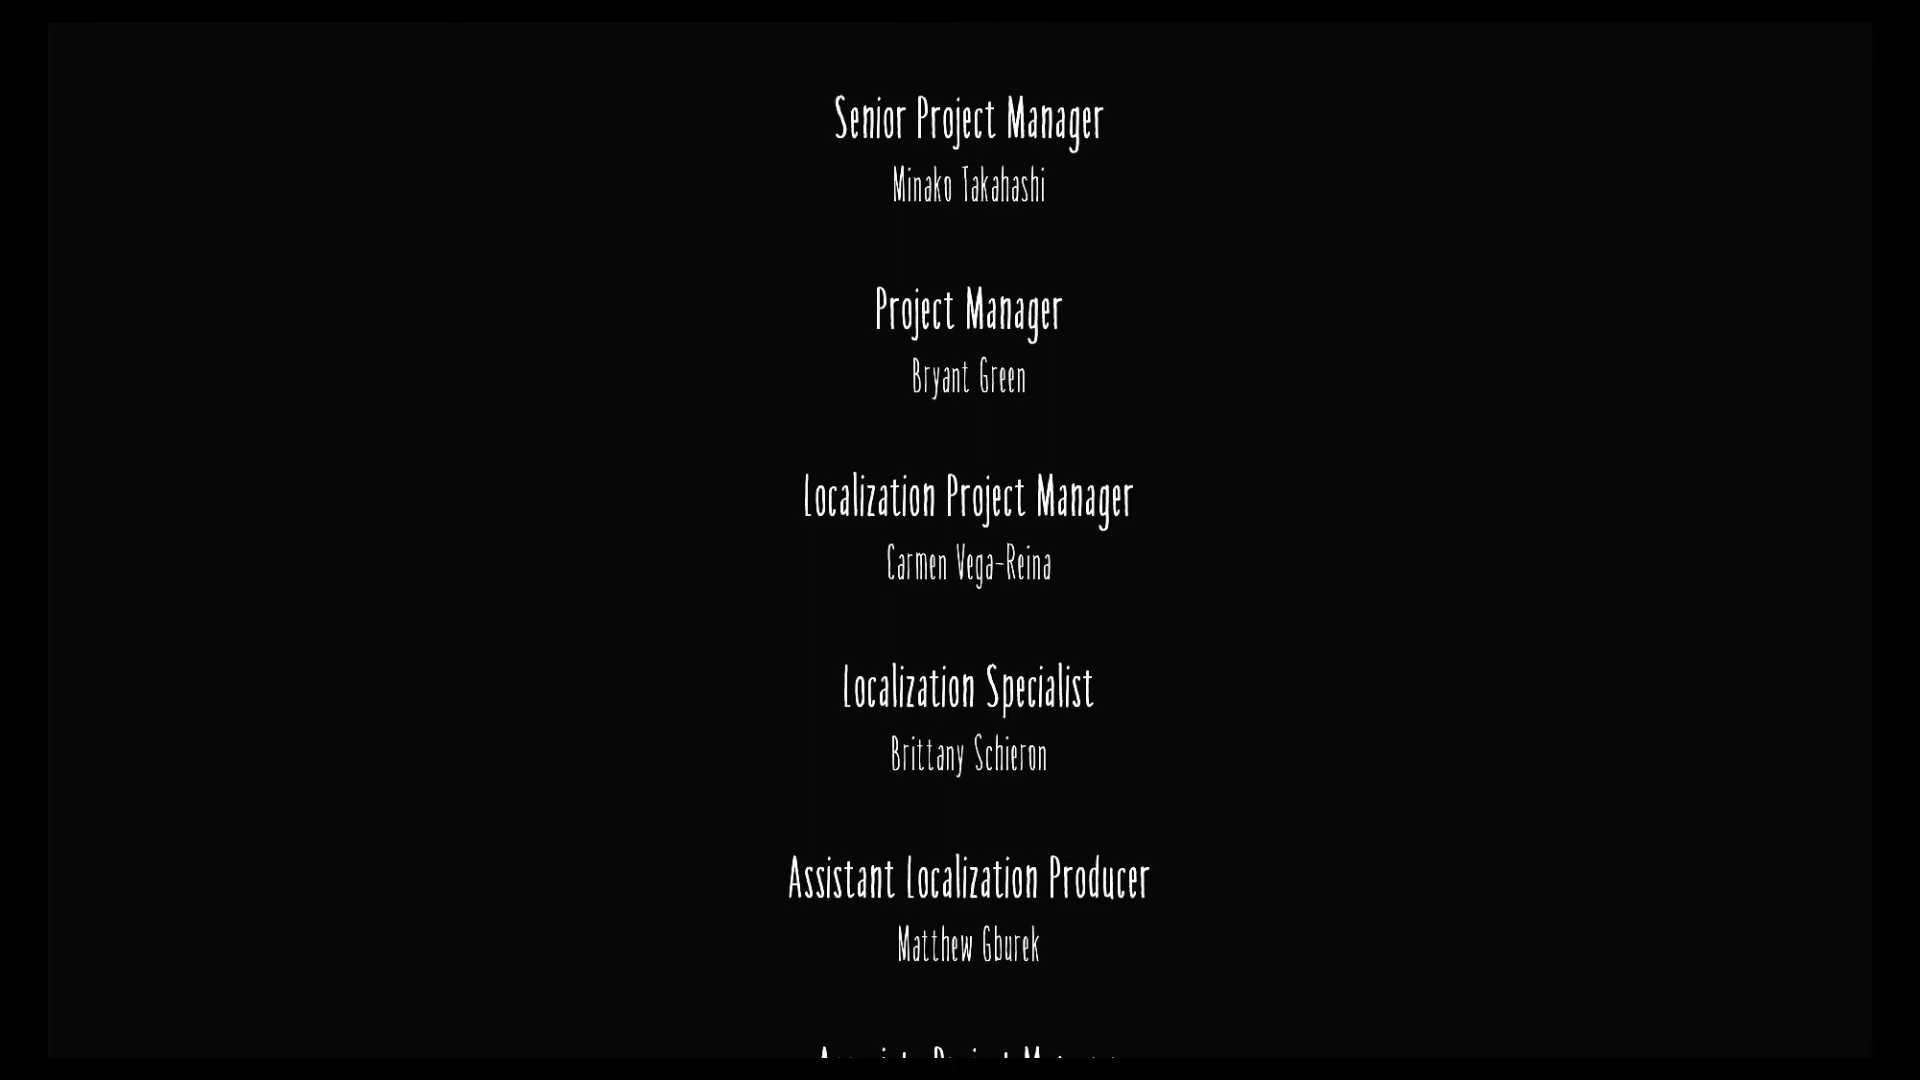 Senior Project Manager
Minako Takahashi
Project Manager
Bryant Green
Localization Project Manager
Carmen Vega-Reina
Localization Specialist
Brittany Schieron
Assistant Localization Producer
Matthew Gburek